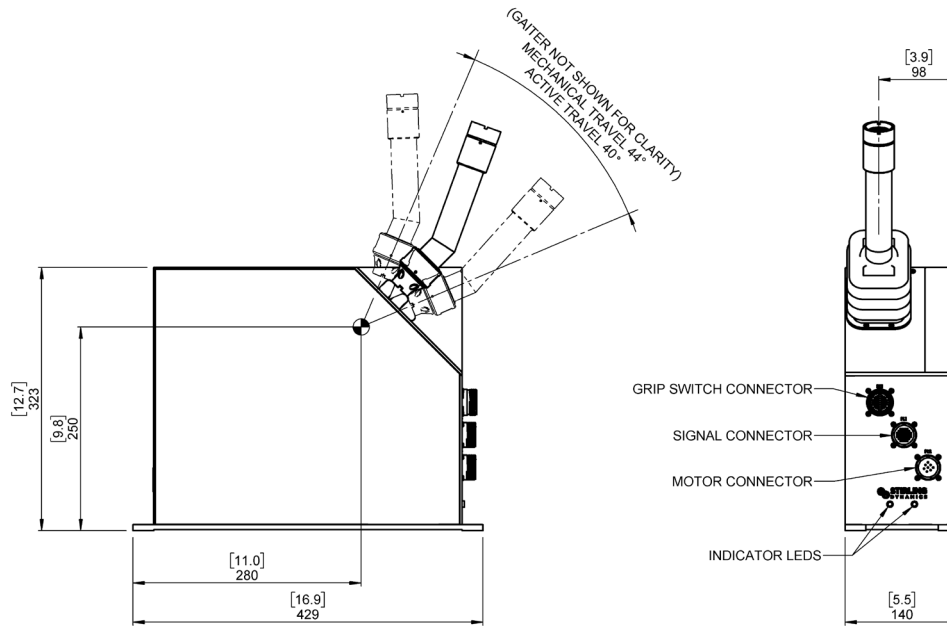 (GAITER NOT SHOWN FOR CLARITY)
MECHANICAL TRAVEL 44°
ACTIVE TRAVEL 40°
[3.9]
98
[12.7]
323
[9.8]
250
GRIP SWITCH CONNECTOR
SIGNAL CONNECTOR
MOTOR CONNECTOR
STIRLING
DYNAMICS
INDICATOR LEDS
[11.0]
280
[16.9]
429
[5.5]
140